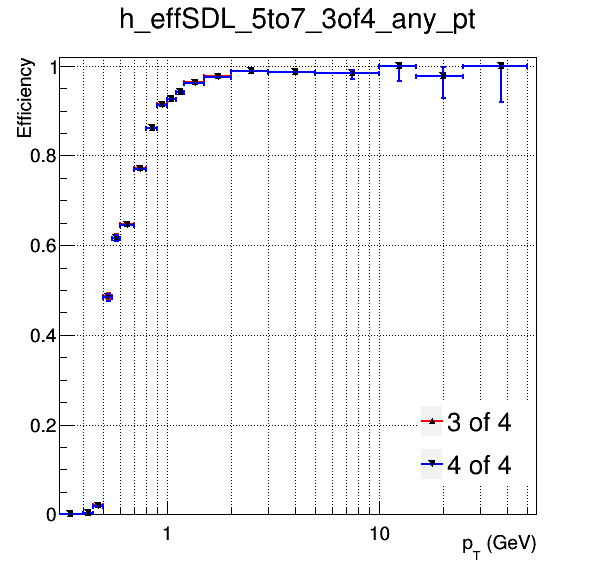 h_effSDL_5to7_3of4_any_pt
Efficiency
1
0.8
0.6
0.4
0.2
0
3 of 4
4 of 4
1
10
p_T (GeV)